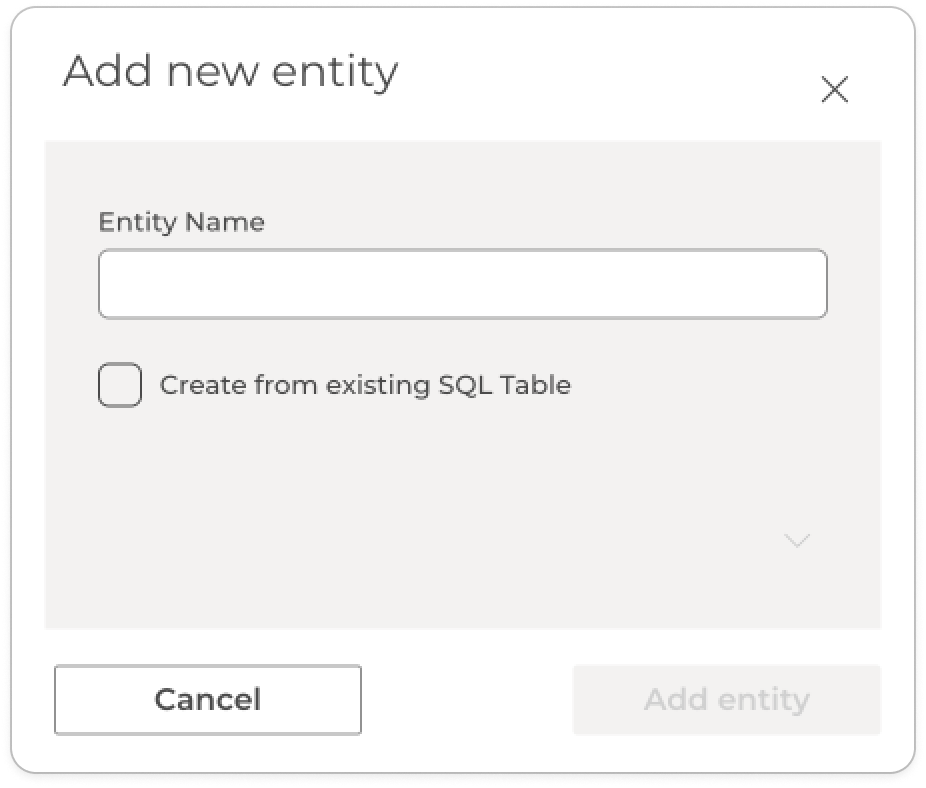 Add new entity
Entity Name
Create from existing SQL Table
Cancel
Add entity